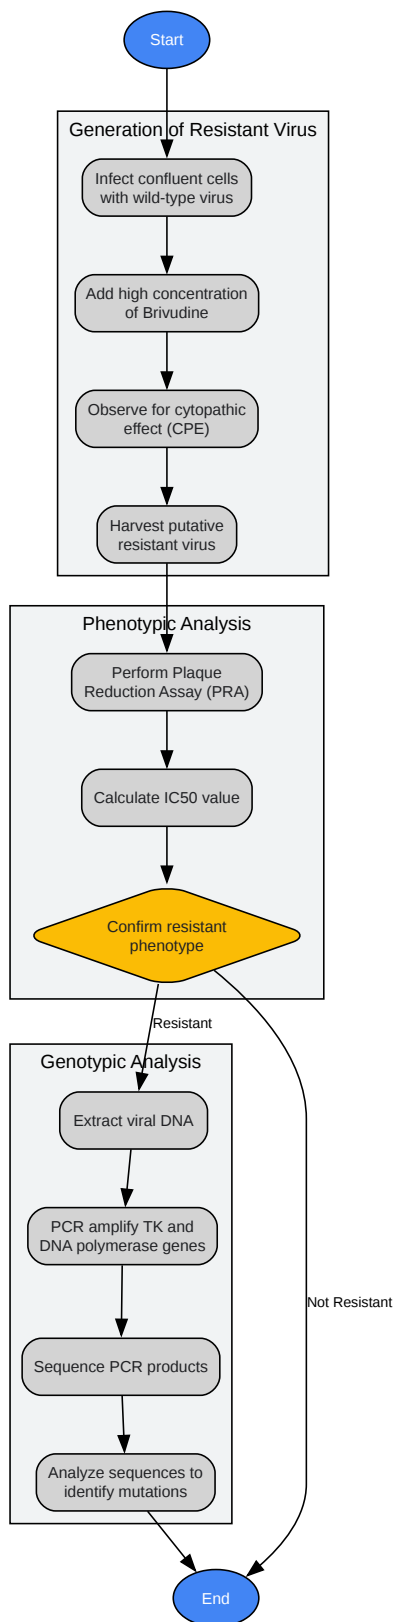 Start
Generation of Resistant Virus
Infect confluent cells
with wild-type virus
Add high concentration
of Brivudine
Observe for cytopathic
effect (CPE)
Harvest putative
resistant virus
Phenotypic Analysis
Perform Plaque
Reduction Assay (PRA)
Calculate IC50 value
Confirm resistant
phenotype
Resistant
Genotypic Analysis
Extract viral DNA
PCR amplify TK and
DNA polymerase genes
Not Resistant
Sequence PCR products
Analyze sequences to
identify mutations
End